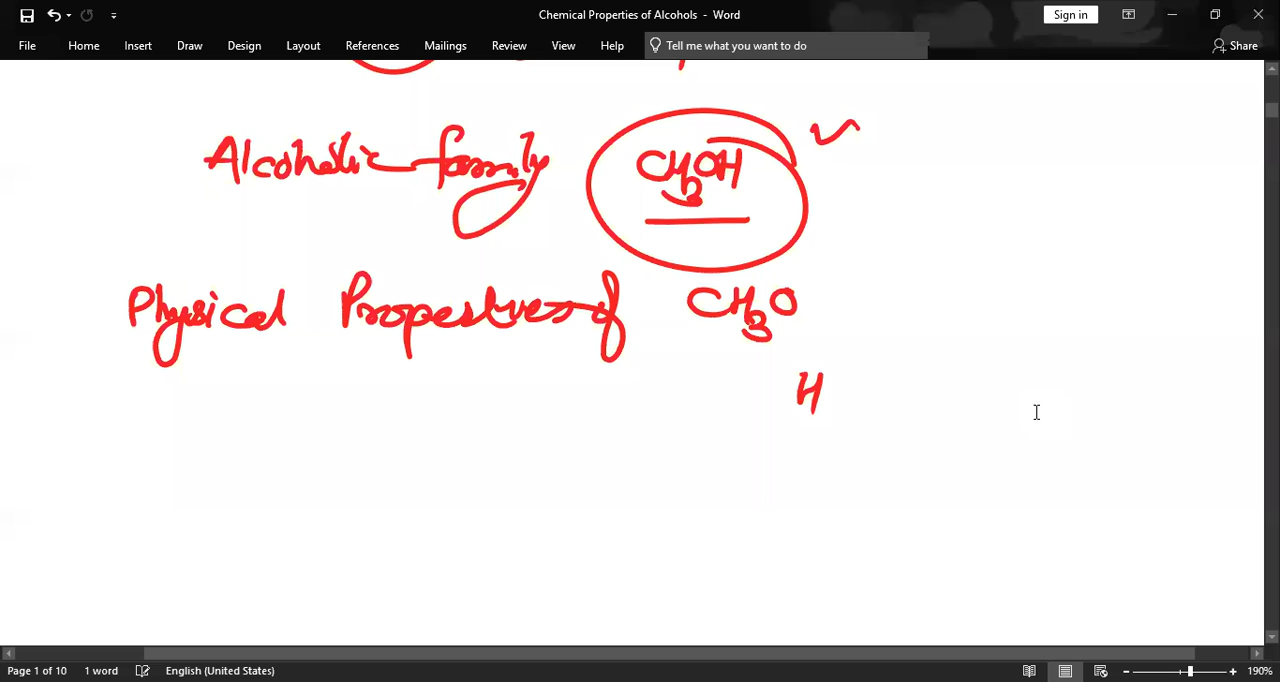 Chemical Properties of Alcohols - Word
Sign in
File Home Insert Draw Design Layout References Mailings Review View Help Tell me what you want to do Share
Alcoholic family CH3OH
Physical Properties of CH3O
H
Page 1 of 10 1 word English (United States) 190%